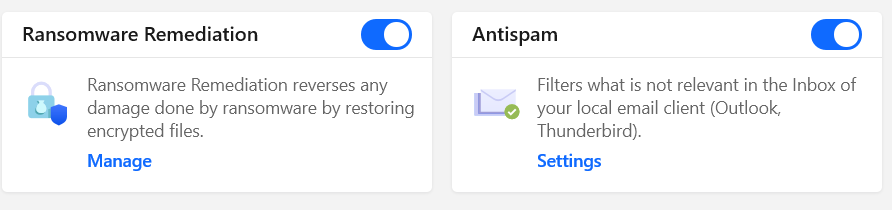 Ransomware Remediation
Ransomware Remediation reverses any
damage done by ransomware by restoring
encrypted files.
Manage
Antispam
Filters what is not relevant in the Inbox of
your local email client (Outlook,
Thunderbird).
Settings